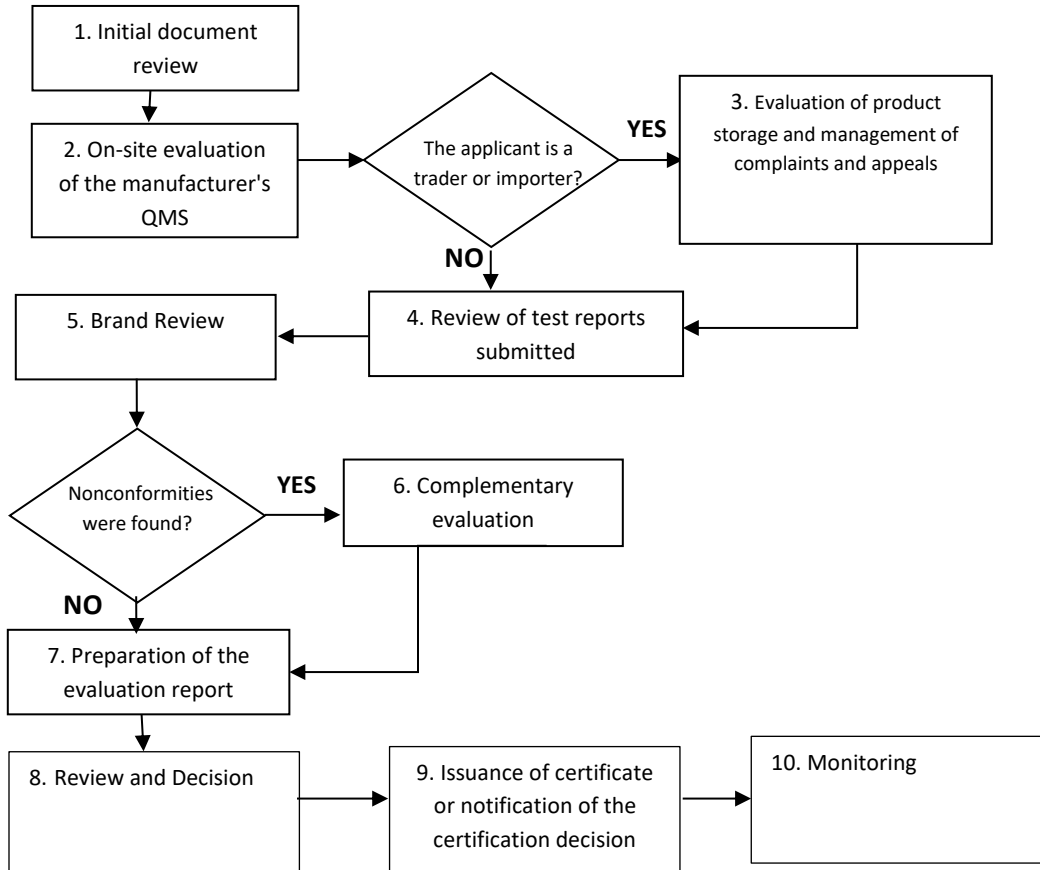 1. Initial document
review
2. On-site evaluation
of the manufacturer's
QMS
The applicant is a
trader or importer?
YES
3. Evaluation of product
storage and management of
complaints and appeals
NO
4. Review of test reports
submitted
5. Brand Review
Nonconformities
were found?
YES
6. Complementary
evaluation
NO
7. Preparation of the
evaluation report
8. Review and Decision
9. Issuance of certificate
or notification of the
certification decision
10. Monitoring